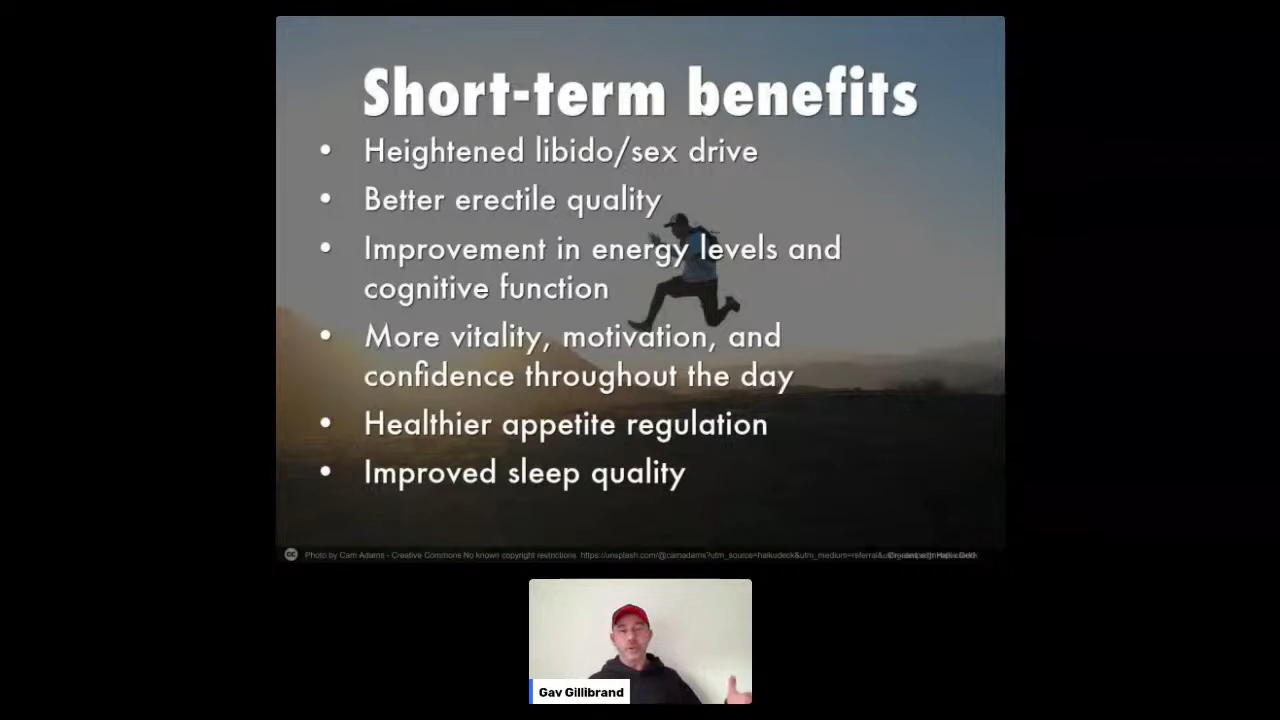 Short-term benefits
• Heightened libido/sex drive
• Better erectile quality
• Improvement in energy levels and
cognitive function
• More vitality, motivation, and
confidence throughout the day
• Healthier appetite regulation
• Improved sleep quality
cc Photo by Cam Adams - Creative Commons No known copyright restrictions https://unsplash.com/@camadams?utm_source=haikudeck&utm_medium=referral&
Gav Gillibrand